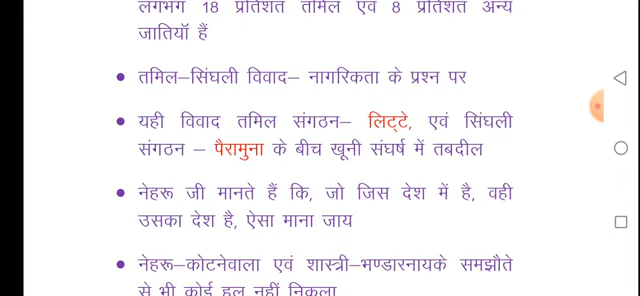 लगभग 18 प्रतिशत तमिल एवं 8 प्रतिशत अन्य
जातियॉ हैं
● तमिल–सिंघली विवाद– नागरिकता के प्रश्न पर
● यही विवाद तमिल संगठन– लिट्टे, एवं सिंघली
संगठन – पैरामुना के बीच खूनी संघर्ष में तबदील
● नेहरू जी मानते हैं कि, जो जिस देश में है, वही
उसका देश है, ऐसा माना जाय
● नेहरू–कोटनेवाला एवं शास्त्री–भण्डारनायके समझौते
से भी कोई हल नहीं निकला